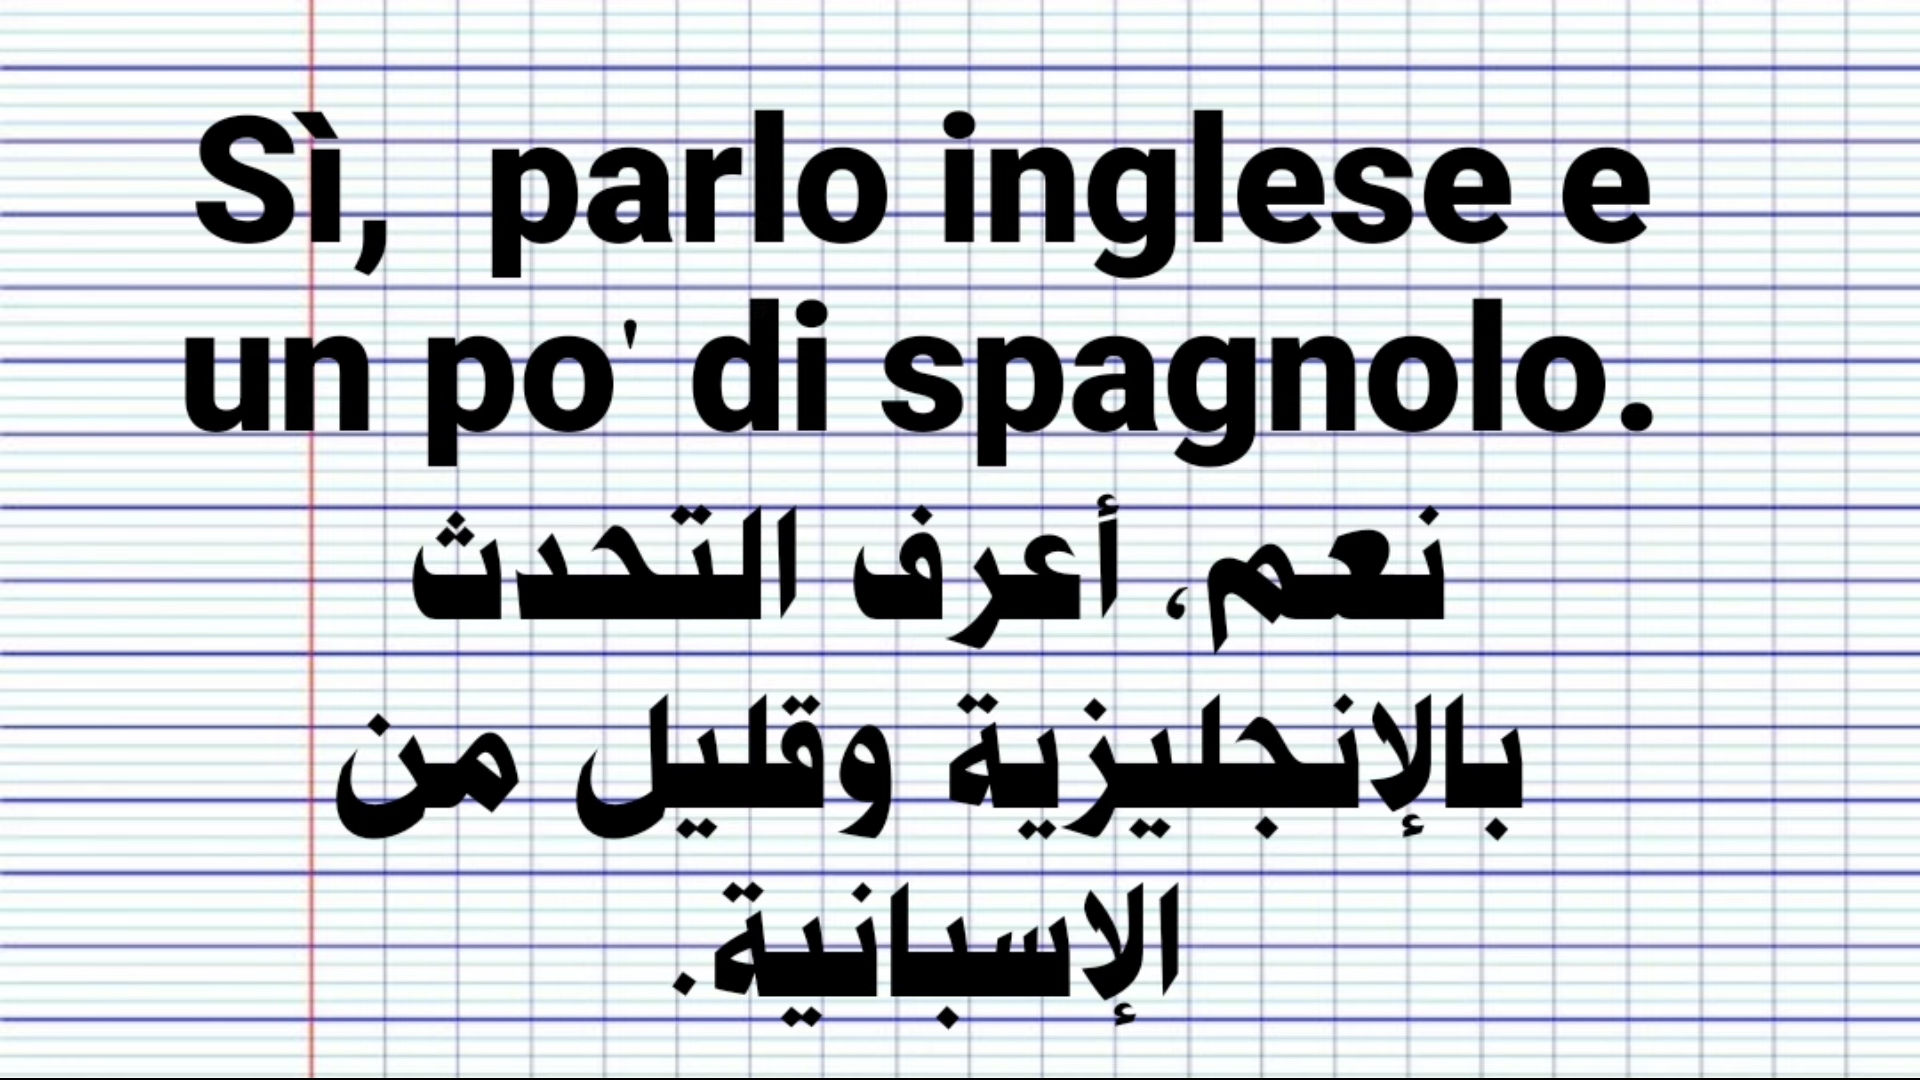 Sì,  parlo inglese e
un po' di spagnolo.
نعم، أعرف التحدث
بالإنجليزية وقليل من
الإسبانية.